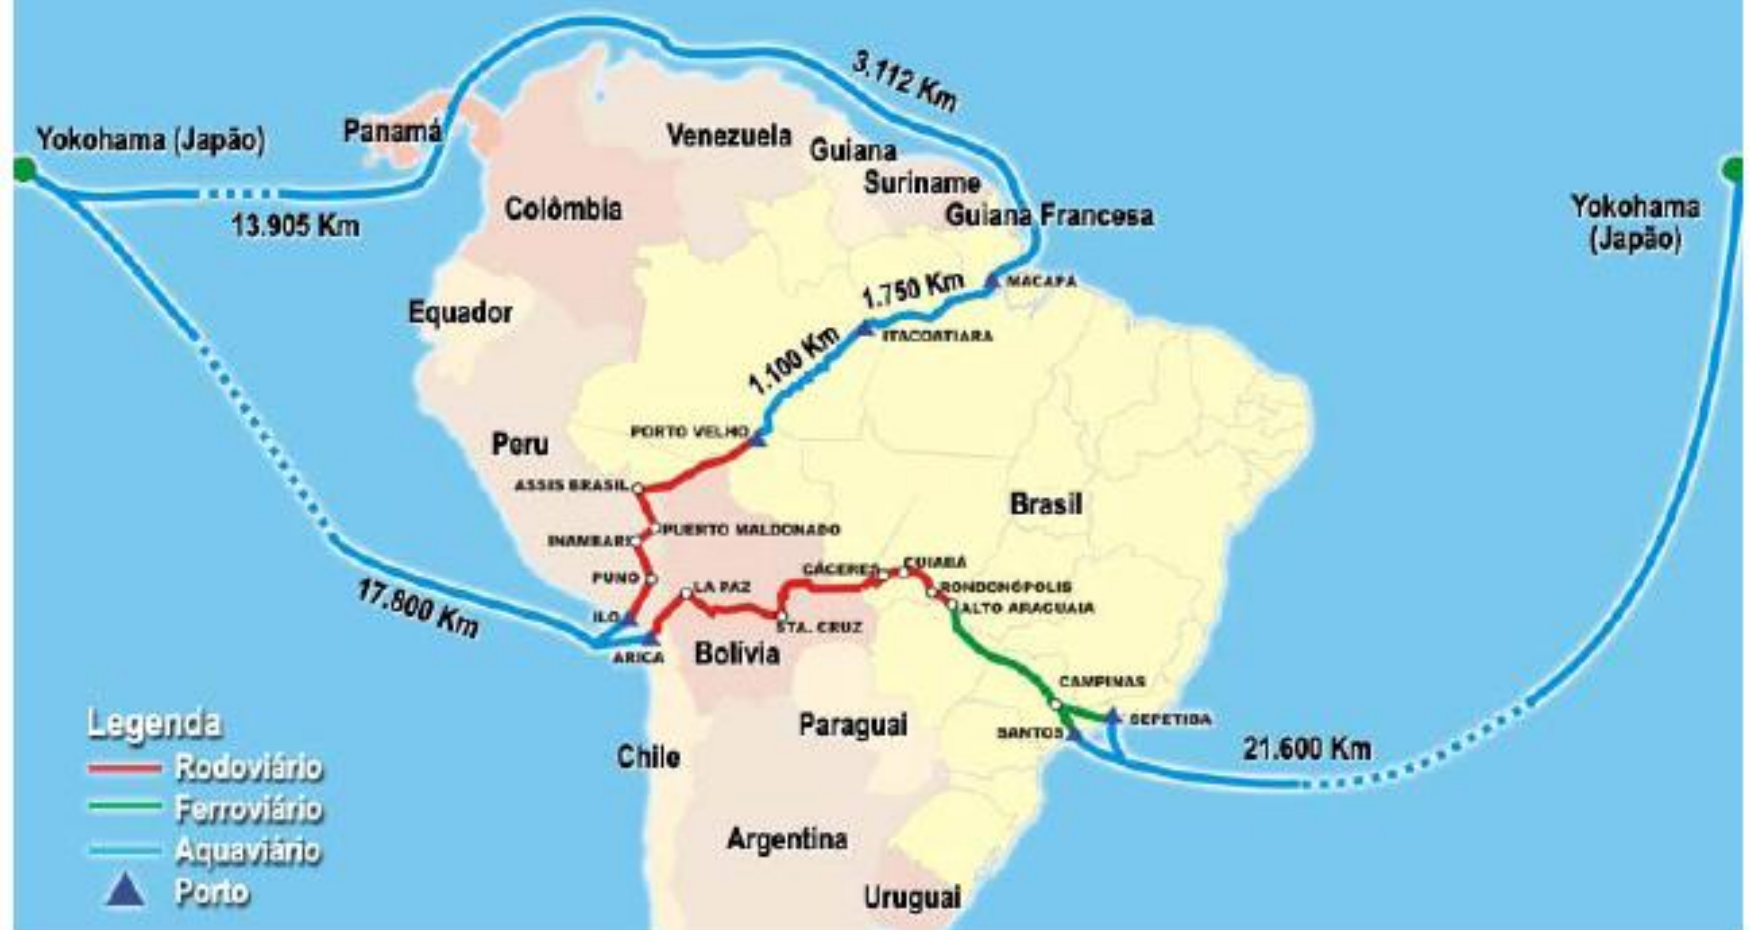 3.112 Km
Yokohama (Japão)
Panamá
Venezuela
Guiana
Suriname
Guiana Francesa
Colômbia
13.905 Km
Yokohama
(Japão)
MACAPA
1.750 Km
Equador
ITACOATIARA
1.100 Km
PORTO VELHO
Peru
ASSIS BRASIL
Brasil
PUERTO MALDONADO
INAMBARI
CÁCERES
CUIABÁ
PUNO
LA PAZ
RONDONÓPOLIS
ALTO ARAGUAIA
17.800 Km
ILO
STA. CRUZ
ARICA
Bolívia
CAMPINAS
SEPETIBA
SANTOS
Paraguai
21.600 Km
Chile
Legenda
Rodoviário
Ferroviário
Aquaviário
Porto
Argentina
Uruguai